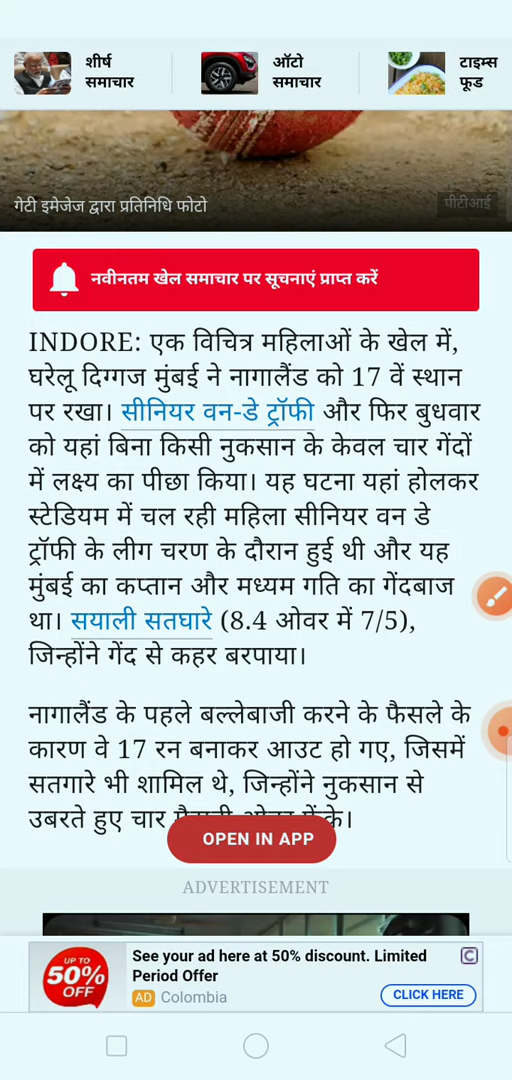 शीर्ष
समाचार
ऑटो
समाचार
टाइम्स
फूड
गेटी इमेजेज द्वारा प्रतिनिधि फोटो
पीटीआई
नवीनतम खेल समाचार पर सूचनाएं प्राप्त करें
INDORE: एक विचित्र महिलाओं के खेल में,
घरेलू दिग्गज मुंबई ने नागालैंड को 17 वें स्थान
पर रखा। सीनियर वन-डे ट्रॉफी और फिर बुधवार
को यहां बिना किसी नुकसान के केवल चार गेंदों
में लक्ष्य का पीछा किया। यह घटना यहां होलकर
स्टेडियम में चल रही महिला सीनियर वन डे
ट्रॉफी के लीग चरण के दौरान हुई थी और यह
मुंबई का कप्तान और मध्यम गति का गेंदबाज
था। सयाली सतघारे (8.4 ओवर में 7/5),
जिन्होंने गेंद से कहर बरपाया।
नागालैंड के पहले बल्लेबाजी करने के फैसले के
कारण वे 17 रन बनाकर आउट हो गए, जिसमें
सतगारे भी शामिल थे, जिन्होंने नुकसान से
उबरते हुए चार
OPEN IN APP
ADVERTISEMENT
UP TO
50%
OFF
See your ad here at 50% discount. Limited
Period Offer
AD Colombia
CLICK HERE